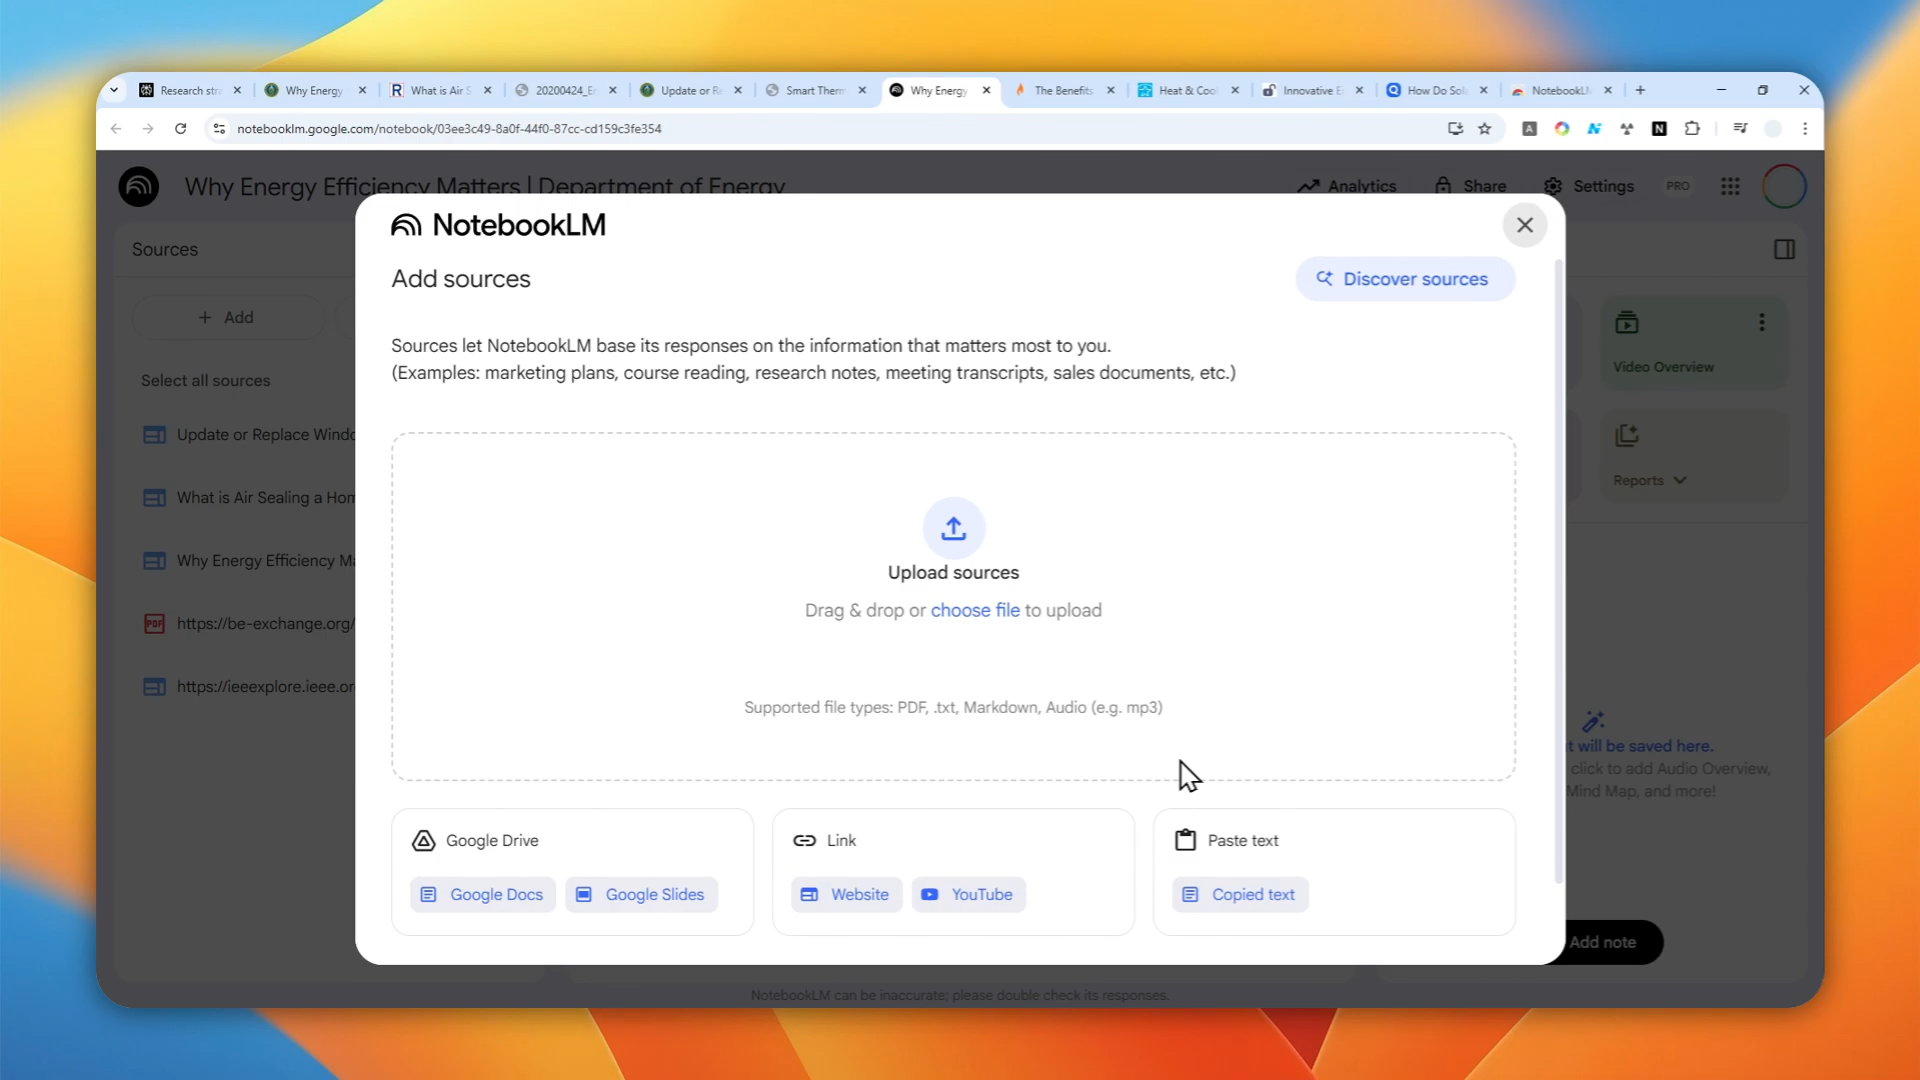 Research str
Why Energy
What is Air S
20200424_E
Update or Re
Smart Therm
Why Energy
The Benefits
Heat & Cool
Innovative E
How Do Sol
NotebookL
notebooklm.google.com/notebook/03ee3c49-8a0f-44f0-87cc-cd159c3fe354
Why Energy Efficiency Matters | Department of Energy
Analytics
Share
Settings
PRO
NotebookLM
Sources
Add sources
Discover sources
+ Add
Sources let NotebookLM base its responses on the information that matters most to you.
(Examples: marketing plans, course reading, research notes, meeting transcripts, sales documents, etc.)
Video Overview
Select all sources
Update or Replace Windo
What is Air Sealing a Hom
Why Energy Efficiency Ma
PDF https://be-exchange.org/
https://ieeexplore.ieee.or
Reports
Upload sources
Drag & drop or choose file to upload
Supported file types: PDF, .txt, Markdown, Audio (e.g. mp3)
t will be saved here.
click to add Audio Overview,
Mind Map, and more!
Google Drive
Google Docs
Google Slides
Link
Website
YouTube
Paste text
Copied text
Add note
NotebookLM can be inaccurate; please double check its responses.